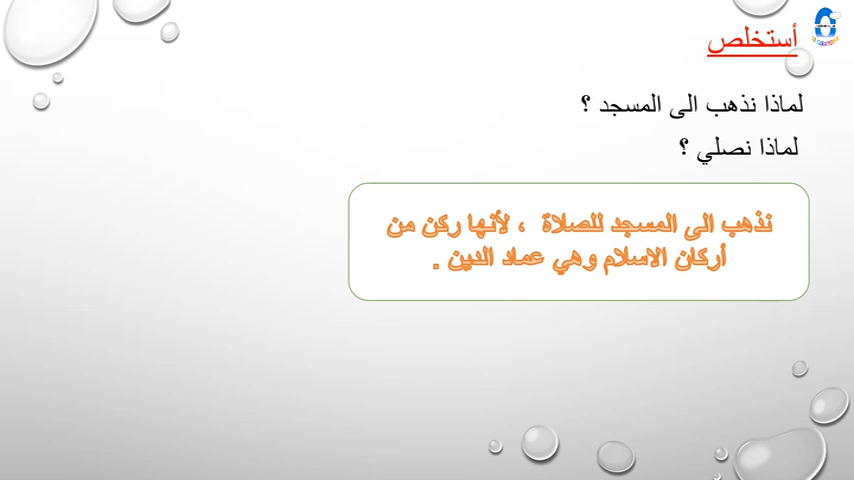 أستخلص
لماذا نذهب الى المسجد ؟
لماذا نصلي ؟
نذهب الى المسجد للصلاة ، لأنها ركن من
أركان الاسلام وهي عماد الدين .